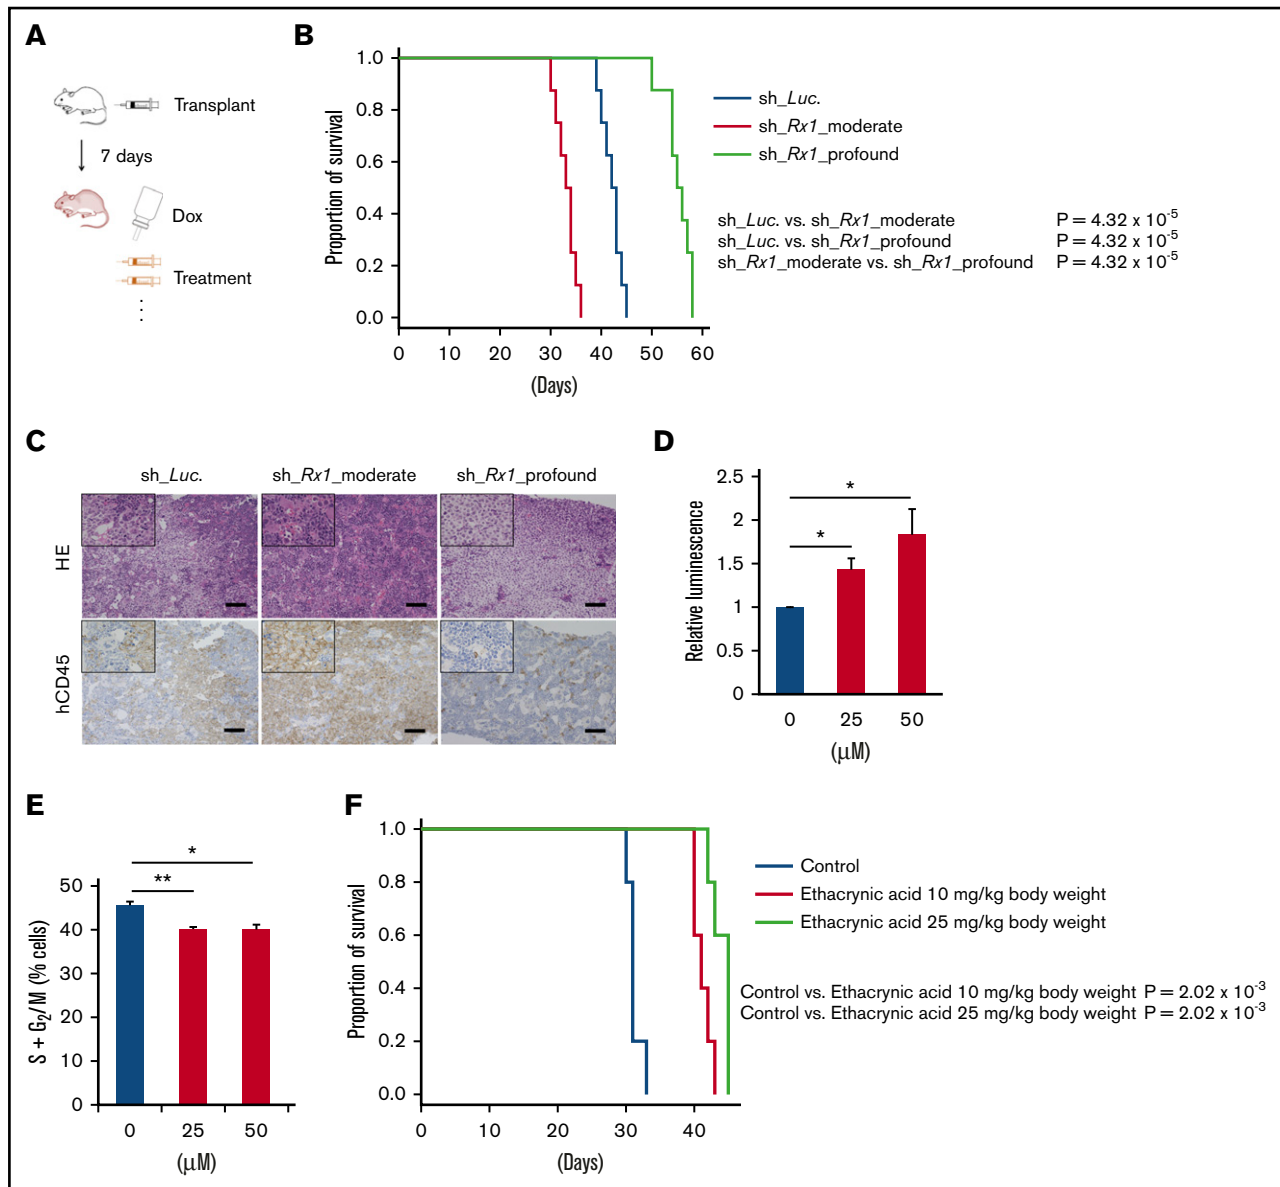 A
Transplant
7 days
Dox
Treatment
B
Proportion of survival
1.0
0.8
0.6
0.4
0.2
0.0
0 10 20 30 40 50 60
(Days)
sh_Luc.
sh_Rx1_moderate
sh_Rx1_profound
sh_Luc. vs. sh_Rx1_moderate P = 4.32 x 10⁻⁵
sh_Luc. vs. sh_Rx1_profound P = 4.32 x 10⁻⁵
sh_Rx1_moderate vs. sh_Rx1_profound P = 4.32 x 10⁻⁵
C
sh_Luc. sh_Rx1_moderate sh_Rx1_profound
HE
hCD45
D
Relative luminescence
2.5
2
1.5
1
0.5
0
*
*
0 25 50
(μM)
E
S + G₂/M (% cells)
50
40
30
20
10
0
*
**
0 25 50
(μM)
F
Proportion of survival
1.0
0.8
0.6
0.4
0.2
0.0
0 10 20 30 40
(Days)
Control
Ethacrynic acid 10 mg/kg body weight
Ethacrynic acid 25 mg/kg body weight
Control vs. Ethacrynic acid 10 mg/kg body weight P = 2.02 x 10⁻³
Control vs. Ethacrynic acid 25 mg/kg body weight P = 2.02 x 10⁻³